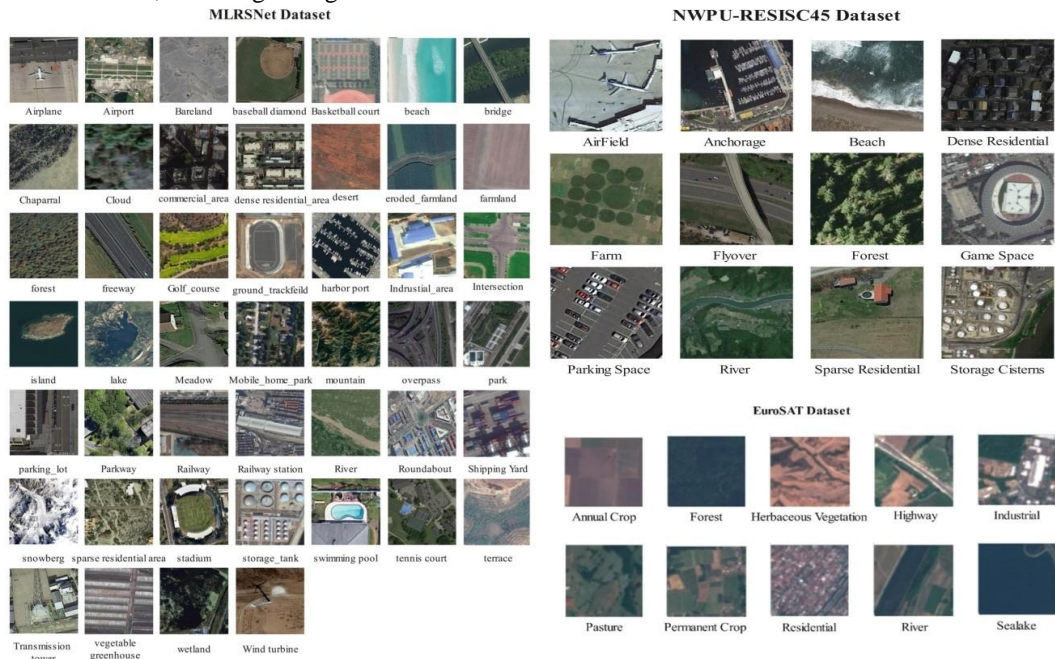 MLRSNet Dataset
Airplane Airport Bareland baseball diamond Basketball court beach bridge
Chaparral Cloud commercial_area dense residential_area desert eroded_farmland farmland
forest freeway Golf_course ground_trackfeild harbor port Indrustial_area Intersection
island lake Meadow Mobile_home_park mountain overpass park
parking_lot Parkway Railway Railway station River Roundabout Shipping Yard
snowberg sparse residential area stadium storage_tank swimming pool tennis court terrace
Transmission tower vegetable greenhouse wetland Wind turbine
NWPU-RESISC45 Dataset
AirField Anchorage Beach Dense Residential
Farm Flyover Forest Game Space
Parking Space River Sparse Residential Storage Cisterns
EuroSAT Dataset
Annual Crop Forest Herbaceous Vegetation Highway Industrial
Pasture Permanent Crop Residential River Sealake